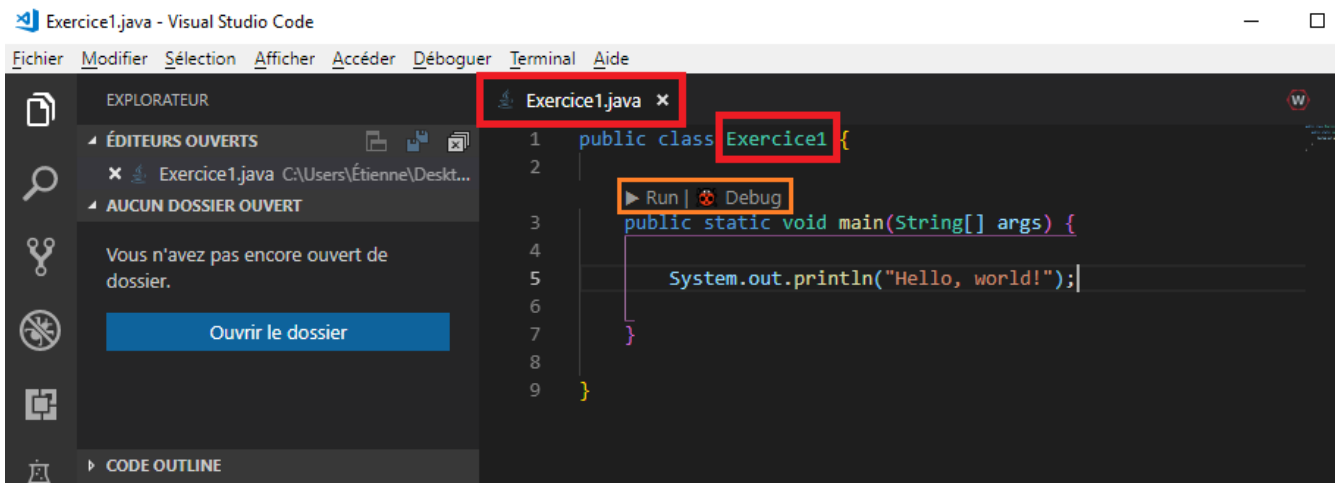 Exercice1.java - Visual Studio Code
Fichier Modifier Sélection Afficher Accéder Déboguer Terminal Aide
EXPLORATEUR
ÉDITEURS OUVERTS
Exercice1.java C:\Users\Étienne\Deskt...
AUCUN DOSSIER OUVERT
Vous n'avez pas encore ouvert de
dossier.
Ouvrir le dossier
CODE OUTLINE
Exercice1.java
W
1 public class Exercice1 {
2
Run | Debug
3 public static void main(String[] args) {
4
5 System.out.println("Hello, world!");
6
7 }
8
9 }